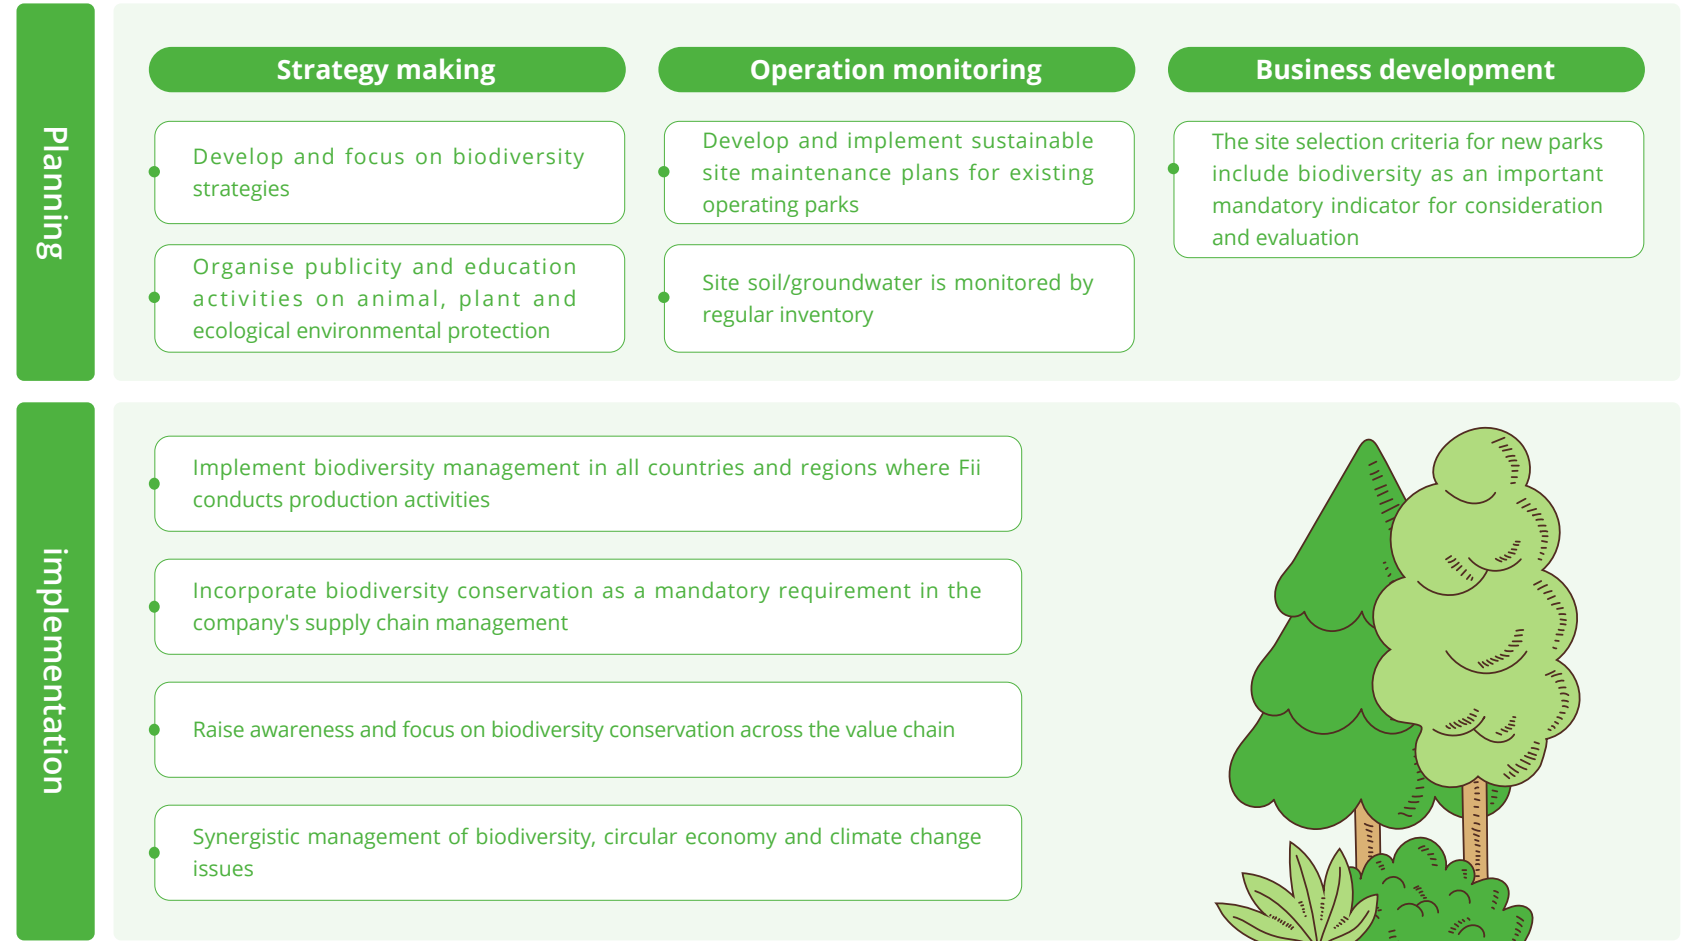 Planning
Strategy making
Develop and focus on biodiversity
strategies
Organise publicity and education
activities on animal, plant and
ecological environmental protection
Operation monitoring
Develop and implement sustainable
site maintenance plans for existing
operating parks
Site soil/groundwater is monitored by
regular inventory
Business development
The site selection criteria for new parks
include biodiversity as an important
mandatory indicator for consideration
and evaluation
implementation
Implement biodiversity management in all countries and regions where Fii
conducts production activities
Incorporate biodiversity conservation as a mandatory requirement in the
company's supply chain management
Raise awareness and focus on biodiversity conservation across the value chain
Synergistic management of biodiversity, circular economy and climate change
issues